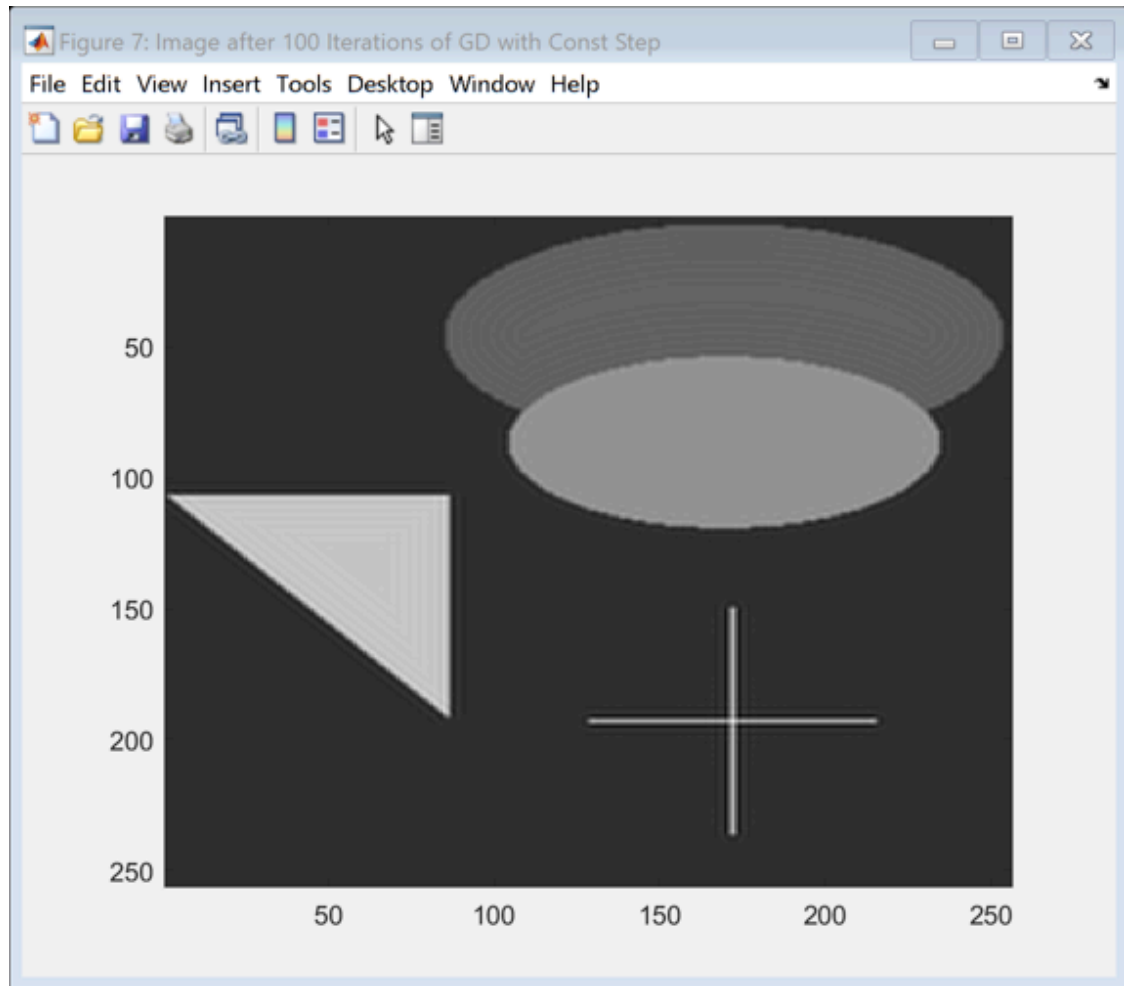 Figure 7: Image after 100 Iterations of GD with Const Step
File Edit View Insert Tools Desktop Window Help
50
100
150
200
250
50 100 150 200 250